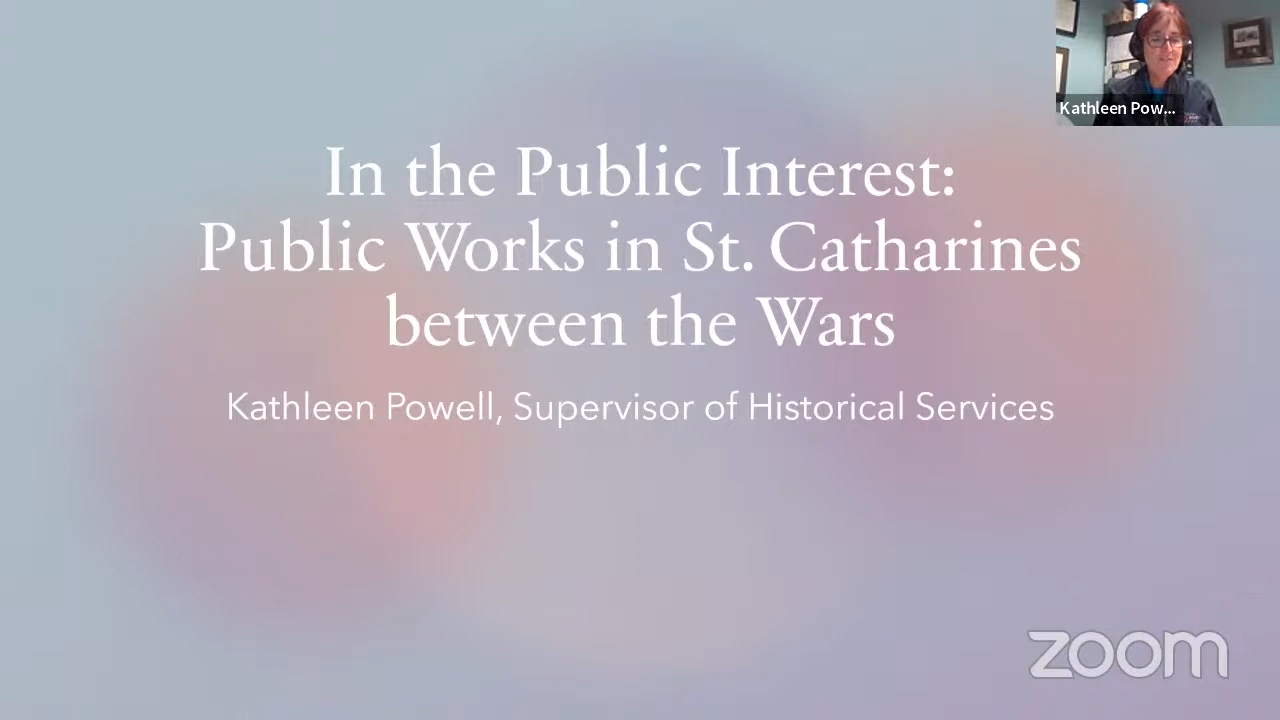 Kathleen Pow...
In the Public Interest:
Public Works in St. Catharines
between the Wars
Kathleen Powell, Supervisor of Historical Services
zoom